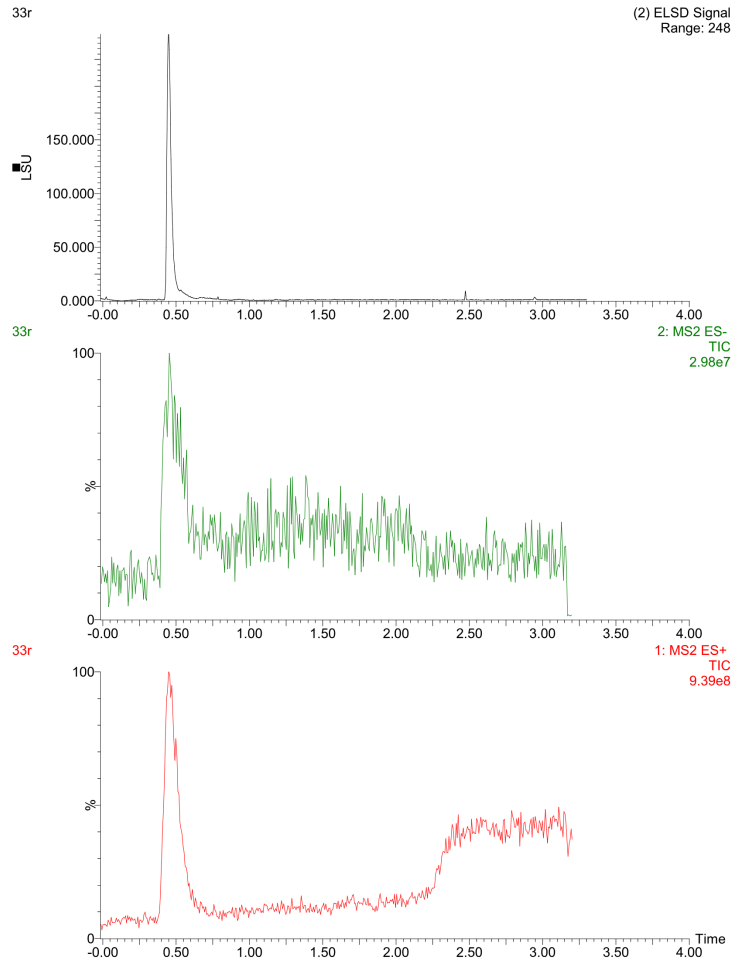 33r
(2) ELSD Signal
Range: 248
LSU
150.000
100.000
50.000
0.000
-0.00 0.50 1.00 1.50 2.00 2.50 3.00 3.50 4.00
33r
2: MS2 ES-
TIC
2.98e7
100
%
0
-0.00 0.50 1.00 1.50 2.00 2.50 3.00 3.50 4.00
33r
1: MS2 ES+
TIC
9.39e8
100
%
0
-0.00 0.50 1.00 1.50 2.00 2.50 3.00 3.50 4.00
Time